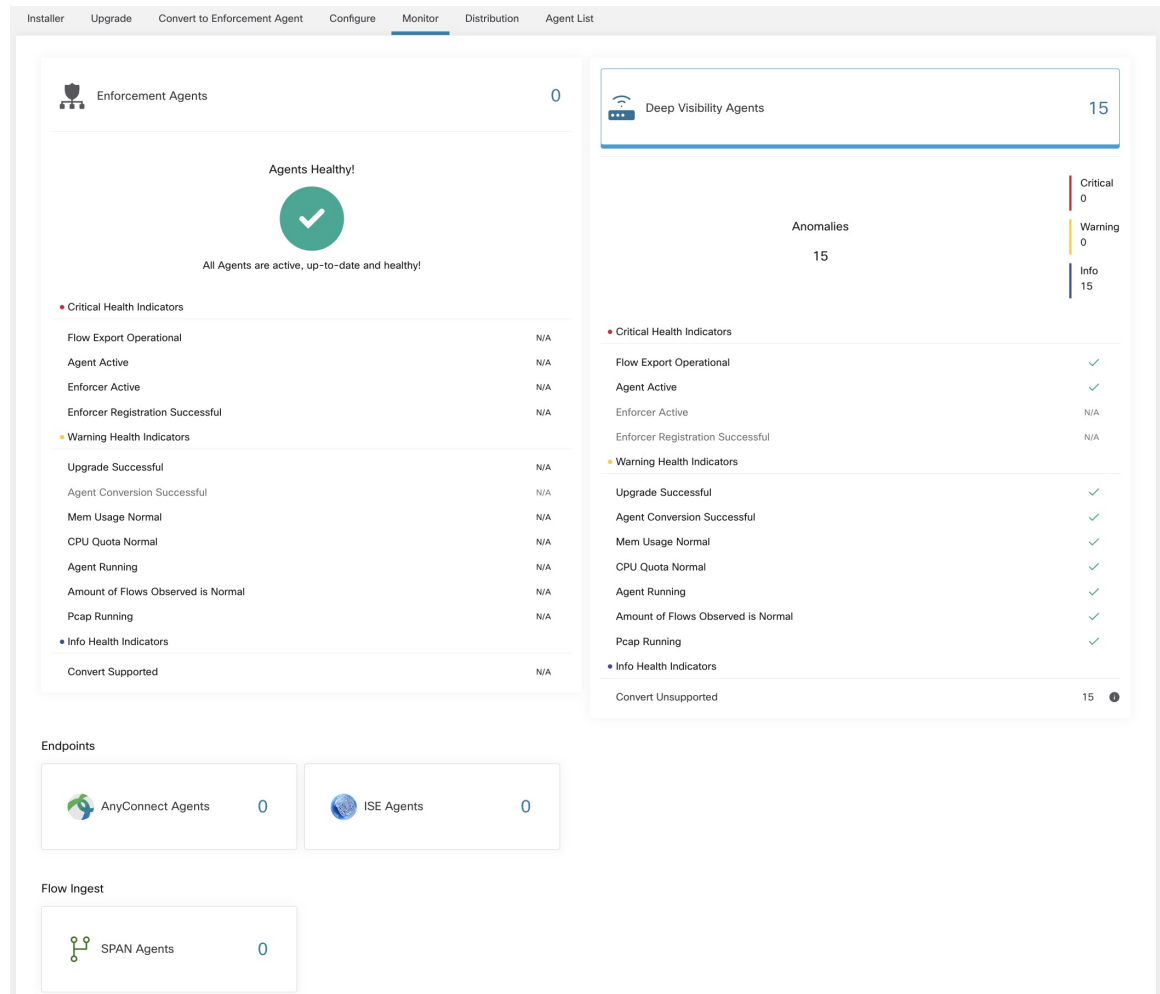 Installer Upgrade Convert to Enforcement Agent Configure Monitor Distribution Agent List
Enforcement Agents 0
Agents Healthy!
All Agents are active, up-to-date and healthy!
Critical Health Indicators
Flow Export Operational N/A
Agent Active N/A
Enforcer Active N/A
Enforcer Registration Successful N/A
Warning Health Indicators
Upgrade Successful N/A
Agent Conversion Successful N/A
Mem Usage Normal N/A
CPU Quota Normal N/A
Agent Running N/A
Amount of Flows Observed is Normal N/A
Pcap Running N/A
Info Health Indicators
Convert Supported N/A
Deep Visibility Agents 15
Anomalies
15
Critical
0
Warning
0
Info
15
Critical Health Indicators
Flow Export Operational
Agent Active
Enforcer Active N/A
Enforcer Registration Successful N/A
Warning Health Indicators
Upgrade Successful
Agent Conversion Successful
Mem Usage Normal
CPU Quota Normal
Agent Running
Amount of Flows Observed is Normal
Pcap Running
Info Health Indicators
Convert Unsupported 15
Endpoints
AnyConnect Agents 0
ISE Agents 0
Flow Ingest
SPAN Agents 0